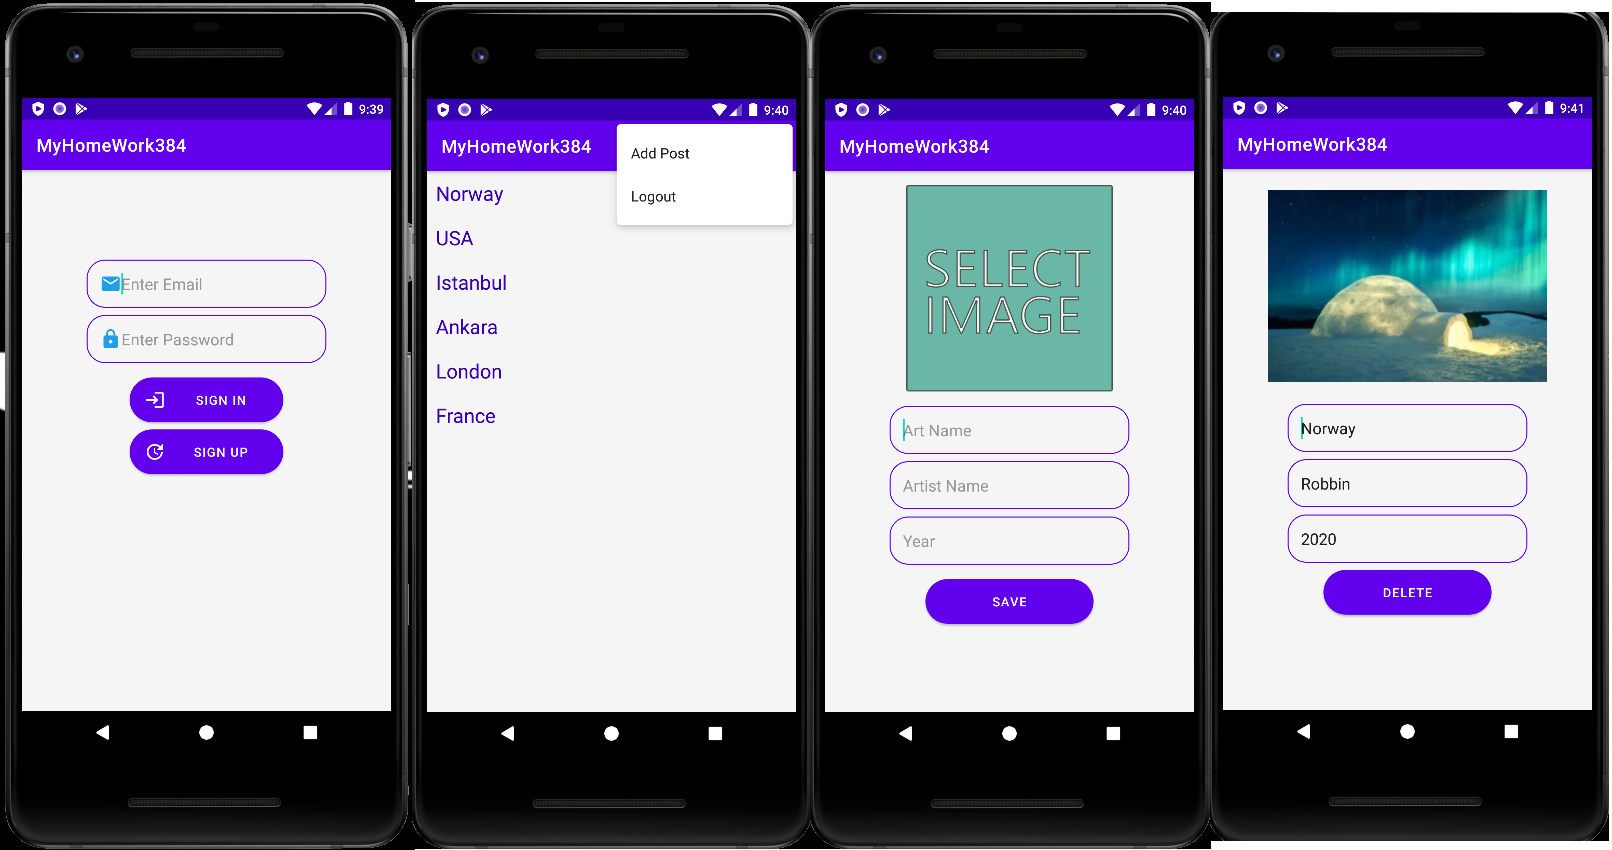 9:39
MyHomeWork384
Enter Email
Enter Password
SIGN IN
SIGN UP
9:40
MyHomeWork384
Add Post
Logout
Norway
USA
Istanbul
Ankara
London
France
9:40
MyHomeWork384
SELECT
IMAGE
Art Name
Artist Name
Year
SAVE
9:41
MyHomeWork384
Norway
Robbin
2020
DELETE